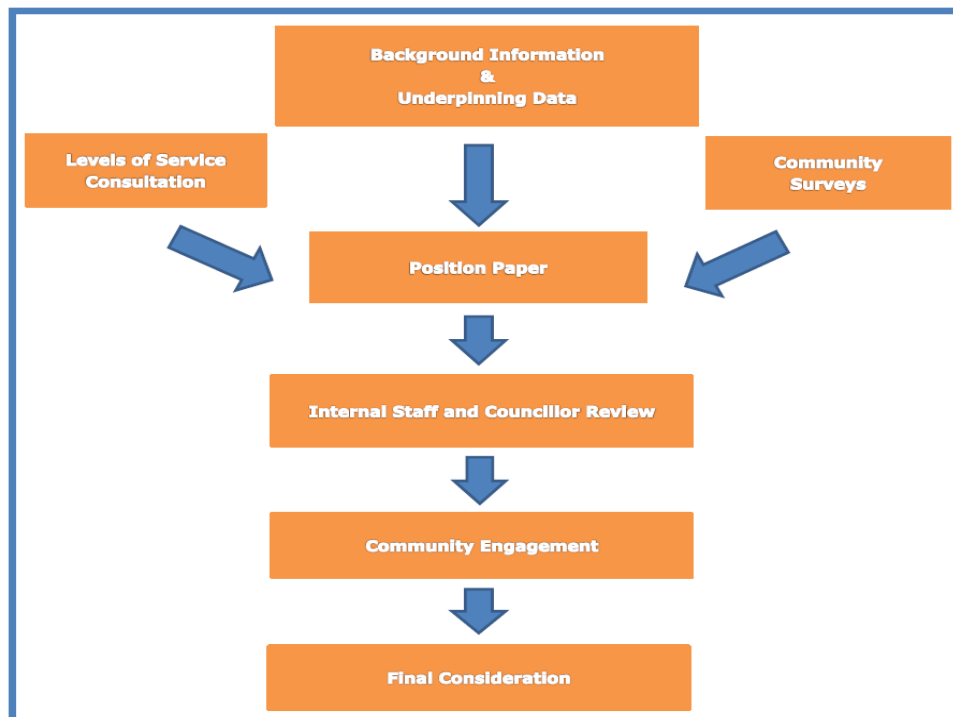 Background Information
&
Underpinning Data
Levels of Service
Consultation
Community
Surveys
Position Paper
Internal Staff and Councillor Review
Community Engagement
Final Consideration